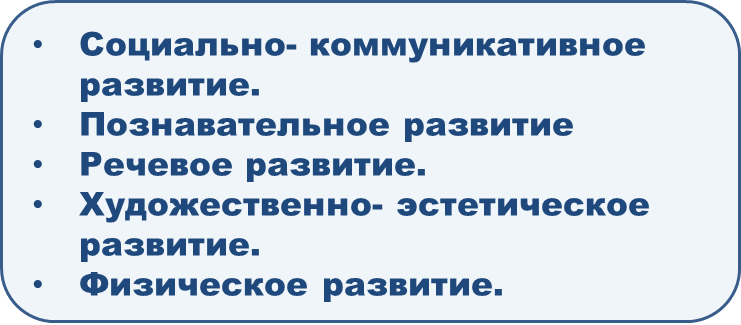 • Социально- коммуникативное
развитие.
• Познавательное развитие
• Речевое развитие.
• Художественно- эстетическое
развитие.
• Физическое развитие.